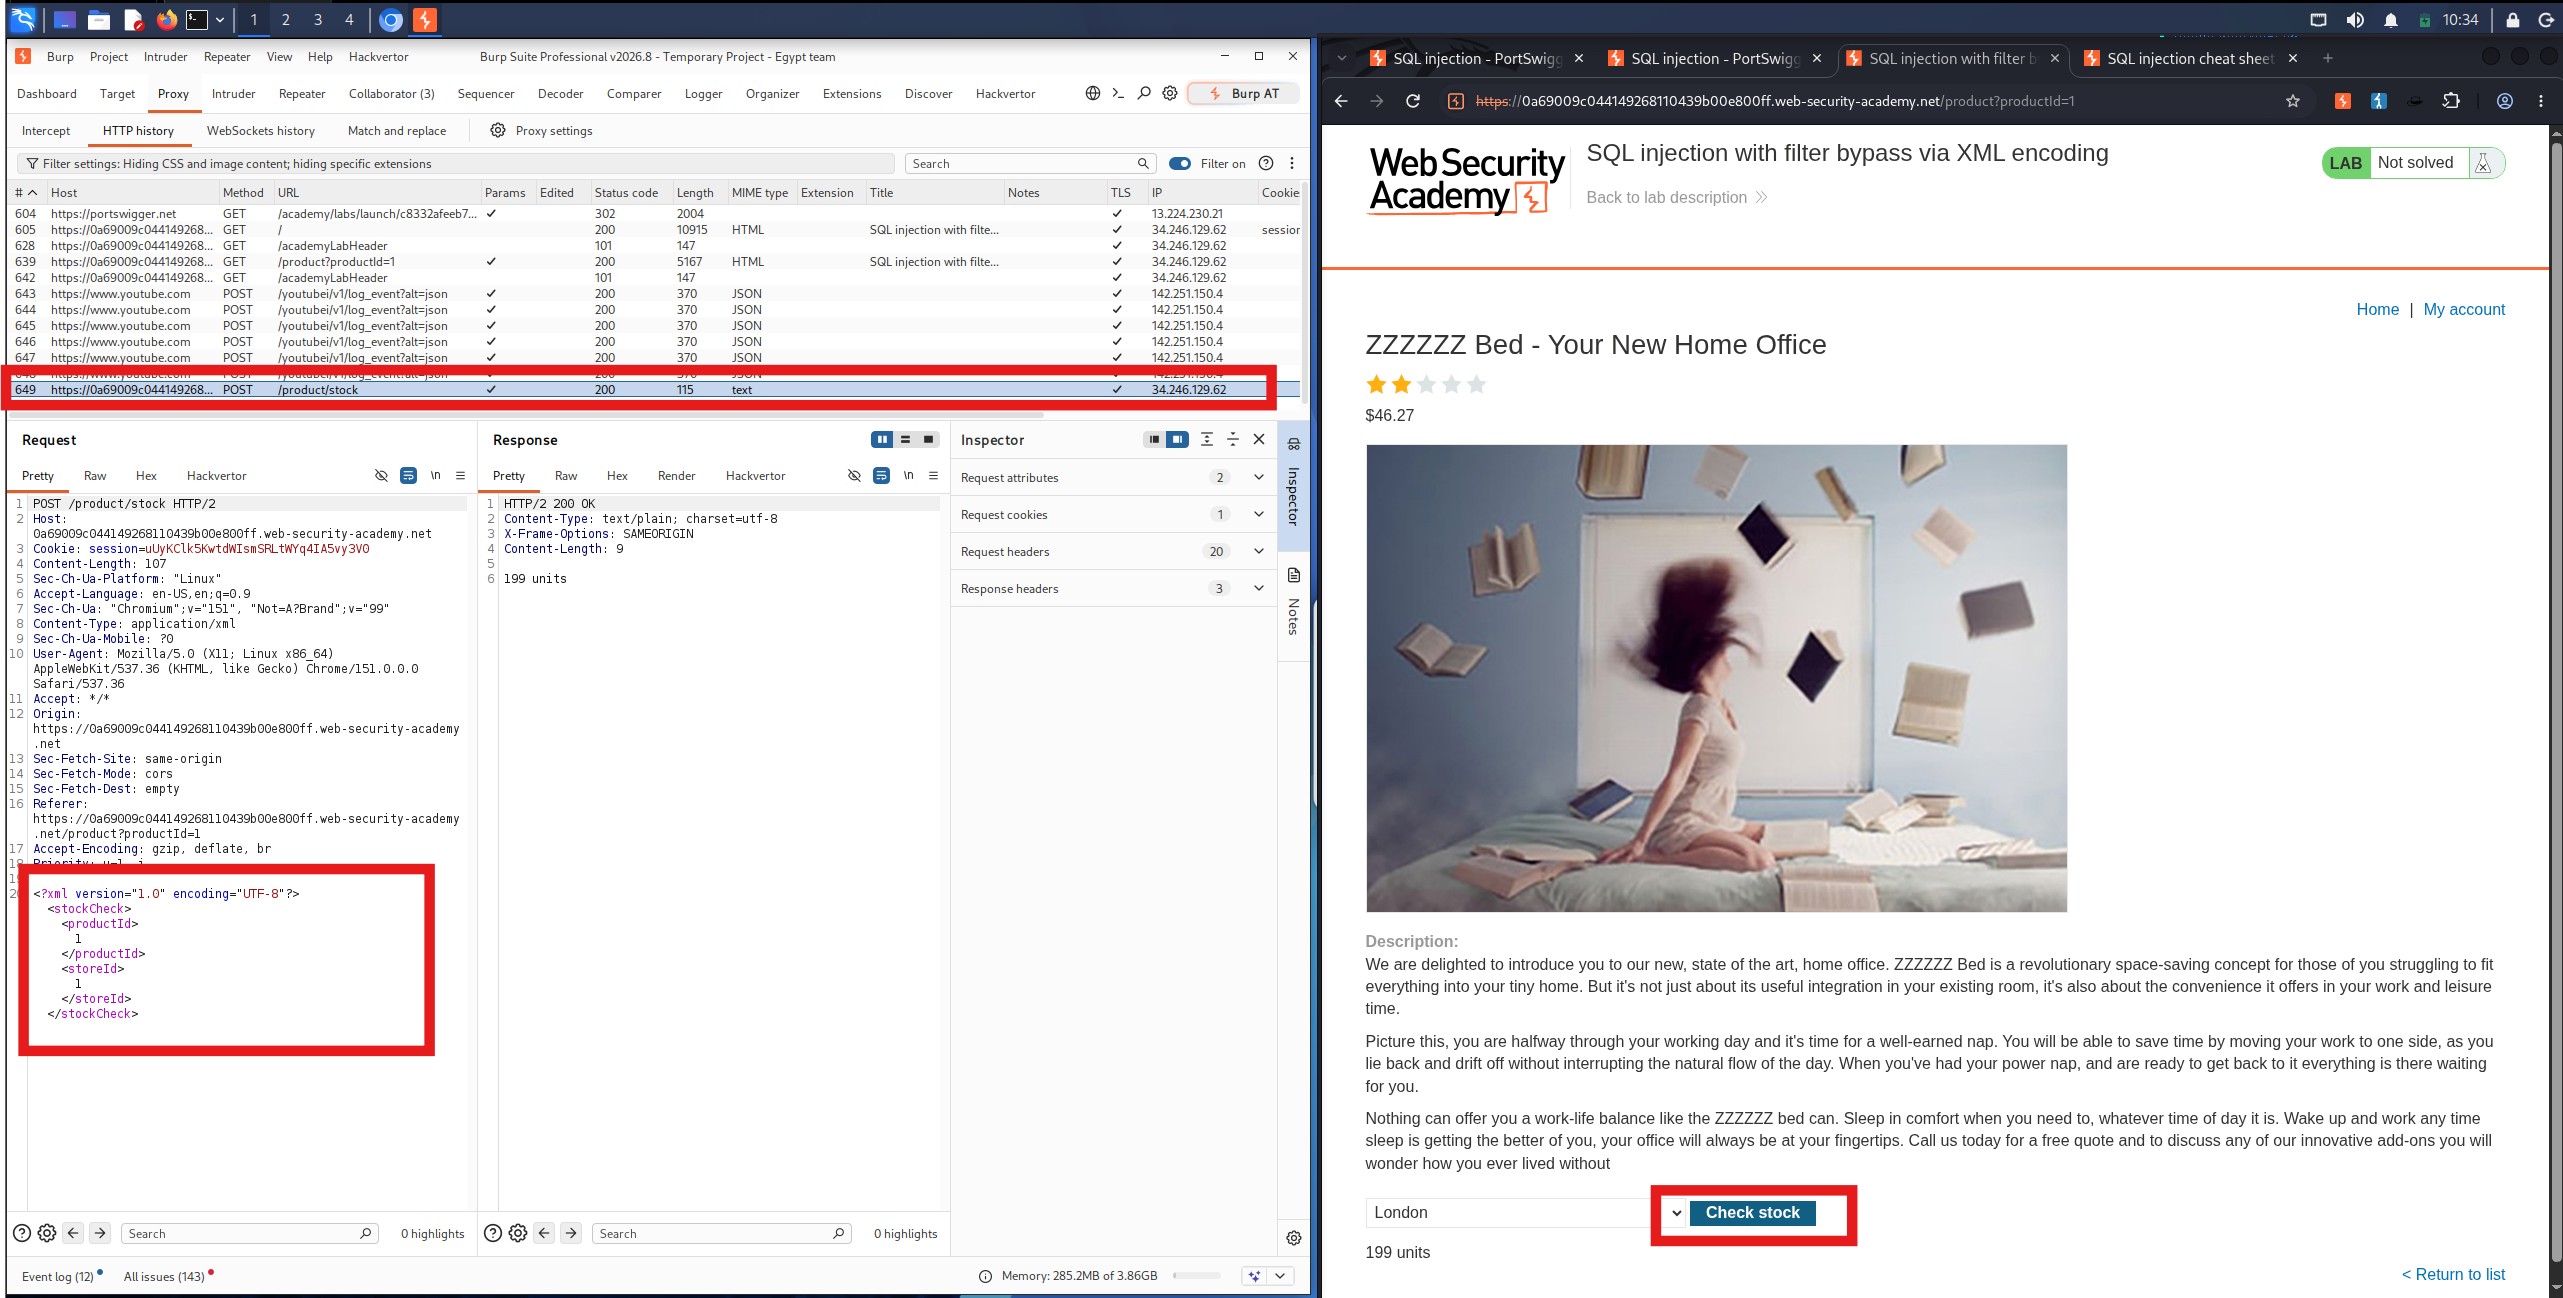 10:34
1 2 3 4
Burp Project Intruder Repeater View Help Hackvertor
Burp Suite Professional v2026.8 - Temporary Project - Egypt team
Dashboard Target Proxy Intruder Repeater Collaborator (3) Sequencer Decoder Comparer Logger Organizer Extensions Discover Hackvertor
Burp AT
Intercept HTTP history WebSockets history Match and replace Proxy settings
Filter settings: Hiding CSS and image content; hiding specific extensions
Search
Filter on
# Host Method URL Params Edited Status code Length MIME type Extension Title Notes TLS IP Cookie
604 https://portswigger.net GET /academy/labs/launch/c8332afeeb7... ✓ 302 2004 ✓ 13.224.230.21
605 https://0a69009c044149268... GET / 200 10915 HTML SQL injection with filte... ✓ 34.246.129.62 session
628 https://0a69009c044149268... GET /academyLabHeader 101 147 ✓ 34.246.129.62
639 https://0a69009c044149268... GET /product?productId=1 ✓ 200 5167 HTML SQL injection with filte... ✓ 34.246.129.62
642 https://0a69009c044149268... GET /academyLabHeader 101 147 ✓ 34.246.129.62
643 https://www.youtube.com POST /youtubei/v1/log_event?alt=json ✓ 200 370 JSON ✓ 142.251.150.4
644 https://www.youtube.com POST /youtubei/v1/log_event?alt=json ✓ 200 370 JSON ✓ 142.251.150.4
645 https://www.youtube.com POST /youtubei/v1/log_event?alt=json ✓ 200 370 JSON ✓ 142.251.150.4
646 https://www.youtube.com POST /youtubei/v1/log_event?alt=json ✓ 200 370 JSON ✓ 142.251.150.4
647 https://www.youtube.com POST /youtubei/v1/log_event?alt=json ✓ 200 370 JSON ✓ 142.251.150.4
649 https://0a69009c044149268... POST /product/stock ✓ 200 115 text ✓ 34.246.129.62
Request
Pretty Raw Hex Hackvertor
\n
1 POST /product/stock HTTP/2
2 Host:
0a69009c044149268110439b00e800ff.web-security-academy.net
3 Cookie: session=uUyKClk5KwtdWIsmSRLtWYq4IA5vy3V0
4 Content-Length: 107
5 Sec-Ch-Ua-Platform: "Linux"
6 Accept-Language: en-US,en;q=0.9
7 Sec-Ch-Ua: "Chromium";v="151", "Not=A?Brand";v="99"
8 Content-Type: application/xml
9 Sec-Ch-Ua-Mobile: ?0
10 User-Agent: Mozilla/5.0 (X11; Linux x86_64)
AppleWebKit/537.36 (KHTML, like Gecko) Chrome/151.0.0.0
Safari/537.36
11 Accept: */*
12 Origin:
https://0a69009c044149268110439b00e800ff.web-security-academy
.net
13 Sec-Fetch-Site: same-origin
14 Sec-Fetch-Mode: cors
15 Sec-Fetch-Dest: empty
16 Referer:
https://0a69009c044149268110439b00e800ff.web-security-academy
.net/product?productId=1
17 Accept-Encoding: gzip, deflate, br
<?xml version="1.0" encoding="UTF-8"?>
<stockCheck>
<productId>
1
</productId>
<storeId>
1
</storeId>
</stockCheck>
Search
0 highlights
Response
Pretty Raw Hex Render Hackvertor
\n
1 HTTP/2 200 OK
2 Content-Type: text/plain; charset=utf-8
3 X-Frame-Options: SAMEORIGIN
4 Content-Length: 9
5
6 199 units
Search
0 highlights
Inspector
Request attributes 2
Request cookies 1
Request headers 20
Response headers 3
Inspector
Notes
Event log (12)
All issues (143)
Memory: 285.2MB of 3.86GB
SQL injection - PortSwigg
SQL injection - PortSwigg
SQL injection with filter b
SQL injection cheat sheet
https://0a69009c044149268110439b00e800ff.web-security-academy.net/product?productId=1
Web Security
Academy
SQL injection with filter bypass via XML encoding
Back to lab description
LAB Not solved
Home | My account
ZZZZZZ Bed - Your New Home Office
$46.27
Description:
We are delighted to introduce you to our new, state of the art, home office. ZZZZZZ Bed is a revolutionary space-saving concept for those of you struggling to fit
everything into your tiny home. But it's not just about its useful integration in your existing room, it's also about the convenience it offers in your work and leisure
time.
Picture this, you are halfway through your working day and it's time for a well-earned nap. You will be able to save time by moving your work to one side, as you
lie back and drift off without interrupting the natural flow of the day. When you've had your power nap, and are ready to get back to it everything is there waiting
for you.
Nothing can offer you a work-life balance like the ZZZZZZ bed can. Sleep in comfort when you need to, whatever time of day it is. Wake up and work any time
sleep is getting the better of you, your office will always be at your fingertips. Call us today for a free quote and to discuss any of our innovative add-ons you will
wonder how you ever lived without
London
Check stock
199 units
< Return to list